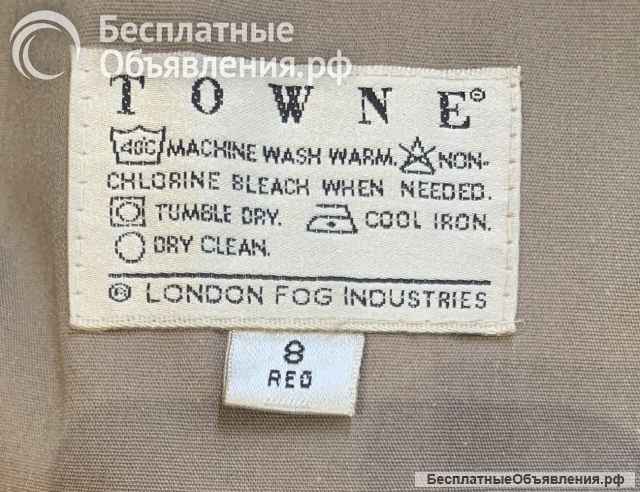 Бесплатные
Объявления.рф
TOWNE®
40°C MACHINE WASH WARM. NON-
CHLORINE BLEACH WHEN NEEDED.
TUMBLE DRY. COOL IRON.
DRY CLEAN.
® LONDON FOG INDUSTRIES
8
REG
БесплатныеОбъявления.рф